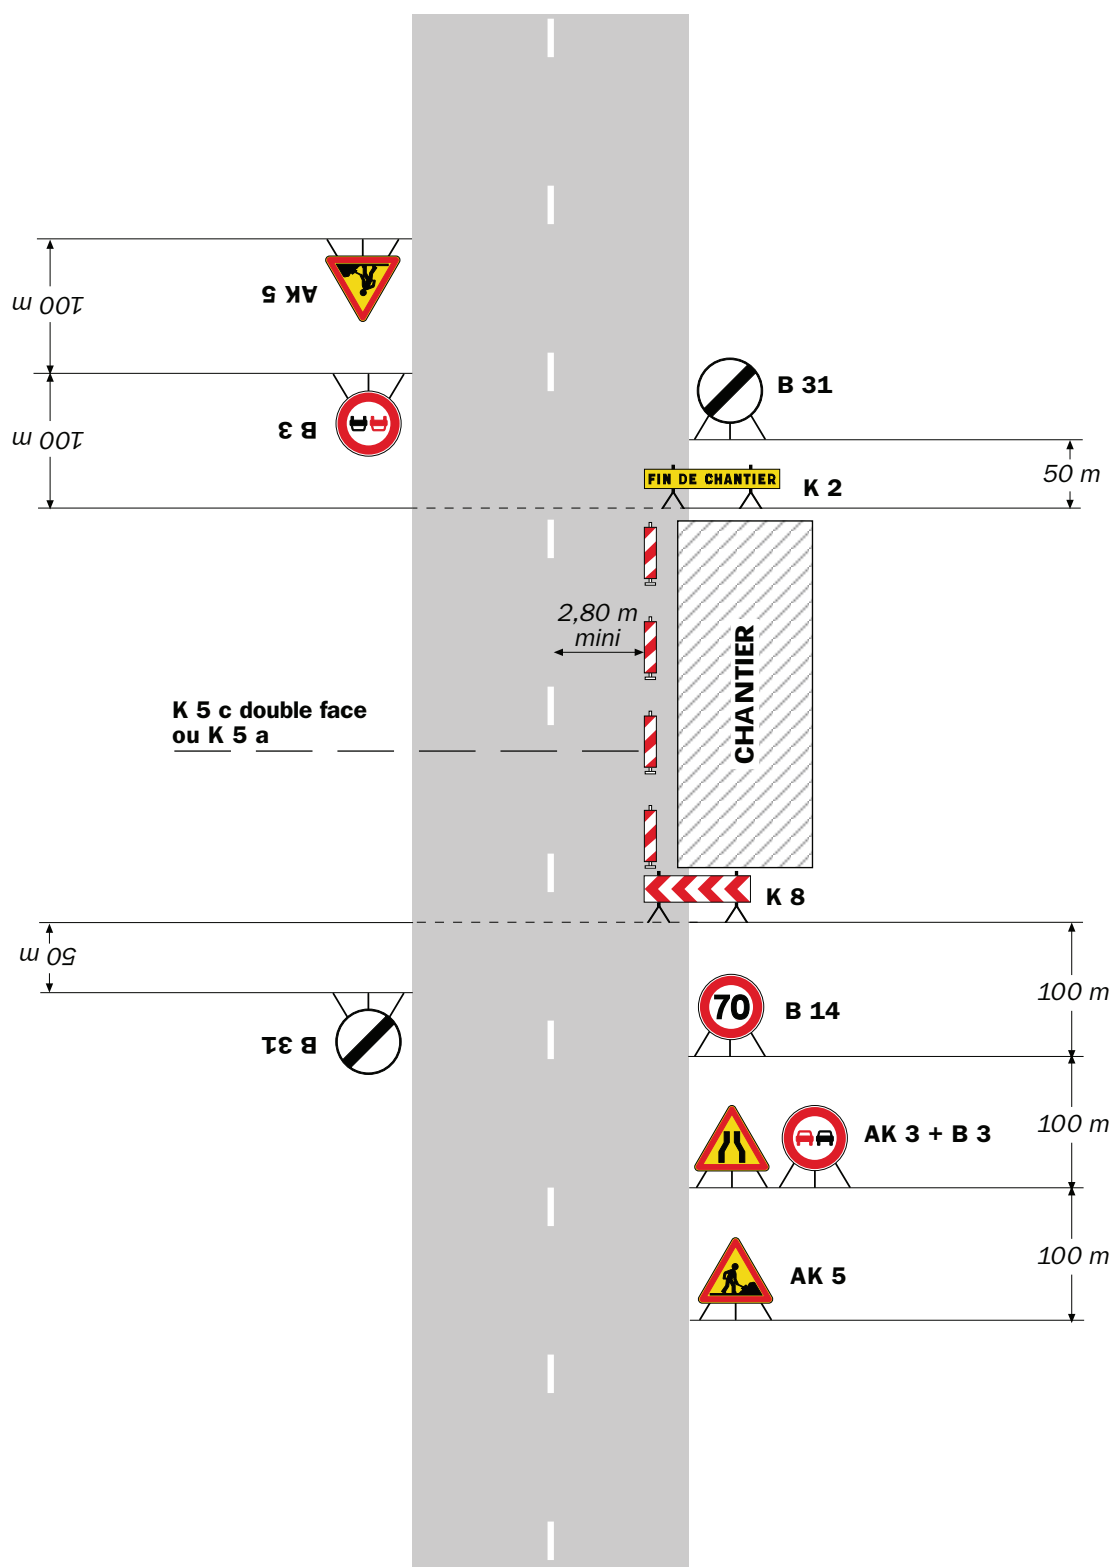 AK 5
100 m
B 3
100 m
B 31
50 m
FIN DE CHANTIER
K 2
2,80 m
mini
CHANTIER
K 5 c double face
ou K 5 a
K 8
50 m
B 31
70
B 14
100 m
AK 3 + B 3
100 m
AK 5
100 m